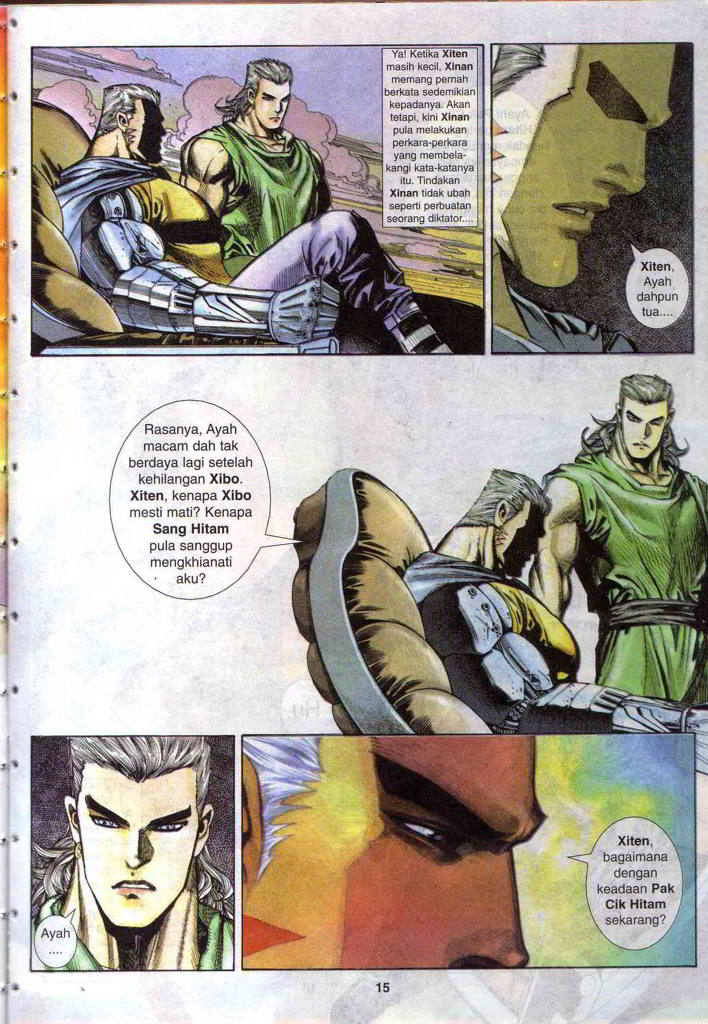 Ya! Ketika Xiten
masih kecil, Xinan
memang pernah
berkata sedemikian
kepadanya. Akan
tetapi, kini Xinan
pula melakukan
perkara-perkara
yang membela-
kangi kata-katanya
itu. Tindakan
Xinan tidak ubah
seperti perbuatan
seorang diktator....
Xiten,
Ayah
dahpun
tua....
Rasanya, Ayah
macam dah tak
berdaya lagi setelah
kehilangan Xibo.
Xiten, kenapa Xibo
mesti mati? Kenapa
Sang Hitam
pula sanggup
mengkhianati
aku?
Ayah
....
Xiten,
bagaimana
dengan
keadaan Pak
Cik Hitam
sekarang?
15